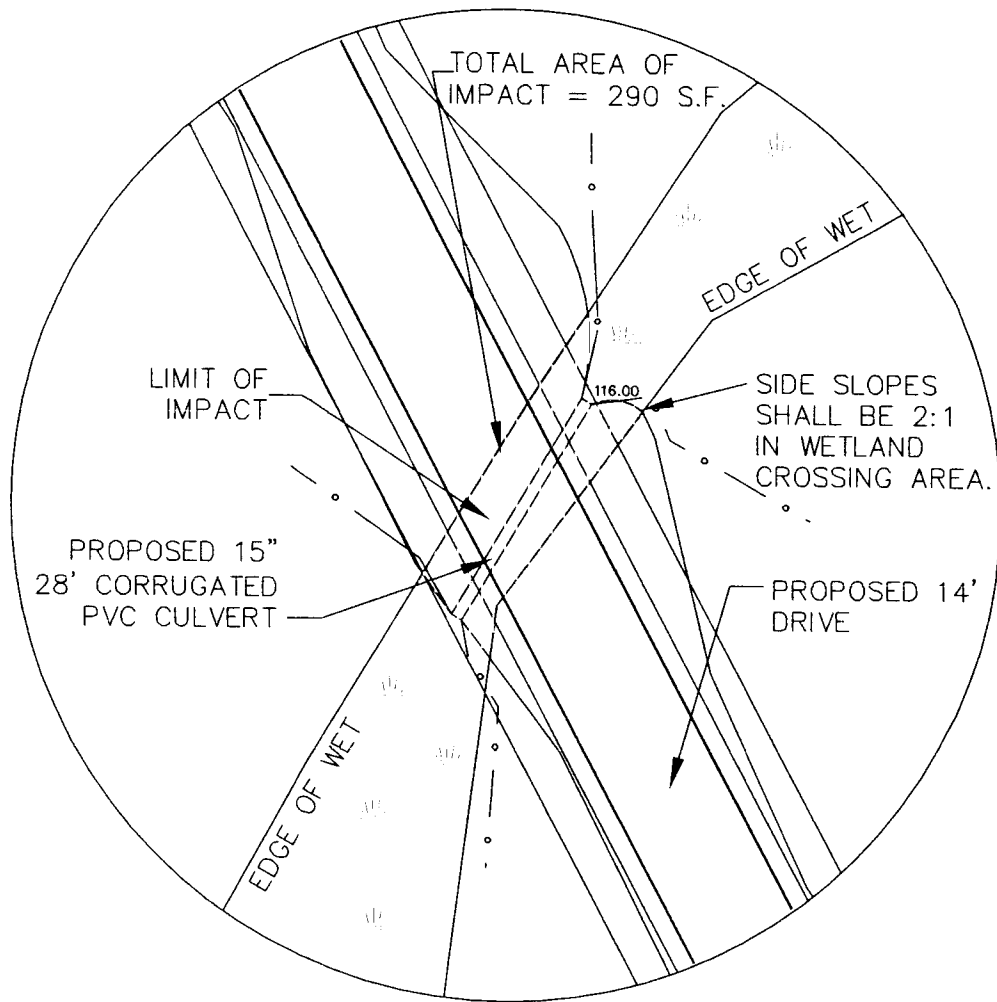 TOTAL AREA OF
IMPACT = 290 S.F.
EDGE OF WET
LIMIT OF
IMPACT
116.00
SIDE SLOPES
SHALL BE 2:1
IN WETLAND
CROSSING AREA.
PROPOSED 15"
28' CORRUGATED
PVC CULVERT
PROPOSED 14'
DRIVE
EDGE OF WET